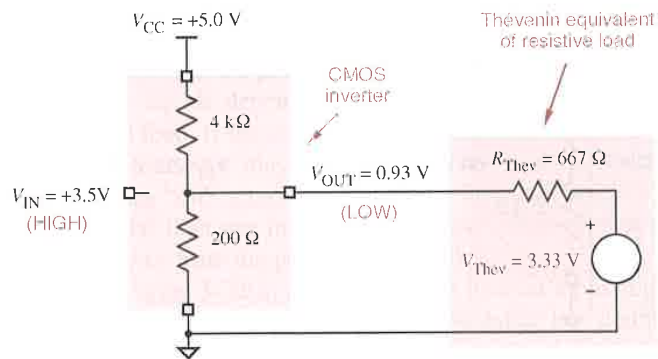 Thévenin equivalent
of resistive load
V_CC = +5.0 V
CMOS
inverter
4 kΩ
R_Thev = 667 Ω
V_IN = +3.5V
V_OUT = 0.93 V
(HIGH)
(LOW)
200 Ω
+
V_Thev = 3.33 V
–